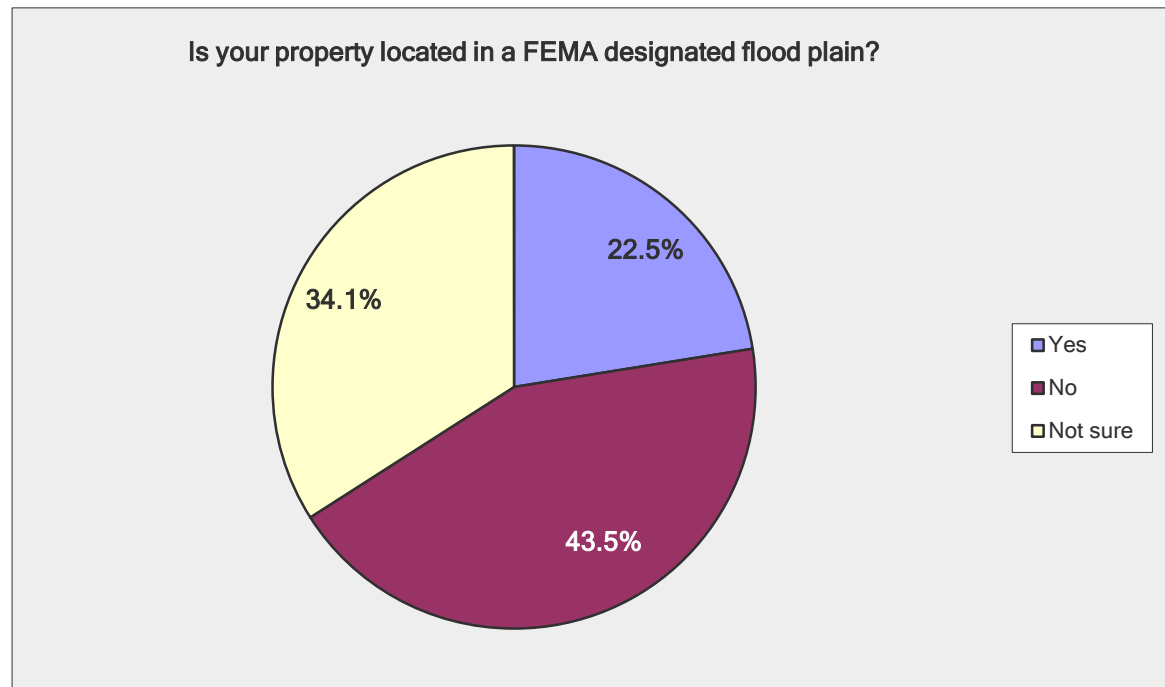 Is your property located in a FEMA designated flood plain?
22.5%
34.1%
43.5%
Yes
No
Not sure